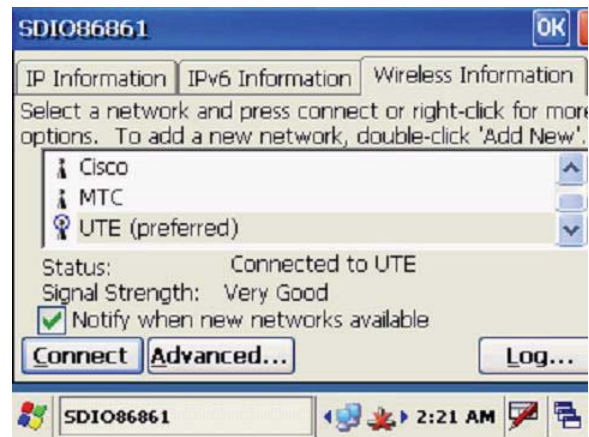 SDIO86861 OK
IP Information IPv6 Information Wireless Information
Select a network and press connect or right-click for more
options. To add a new network, double-click 'Add New'.
Cisco
MTC
UTE (preferred)
Status: Connected to UTE
Signal Strength: Very Good
Notify when new networks available
Connect Advanced... Log...
SDIO86861 2:21 AM